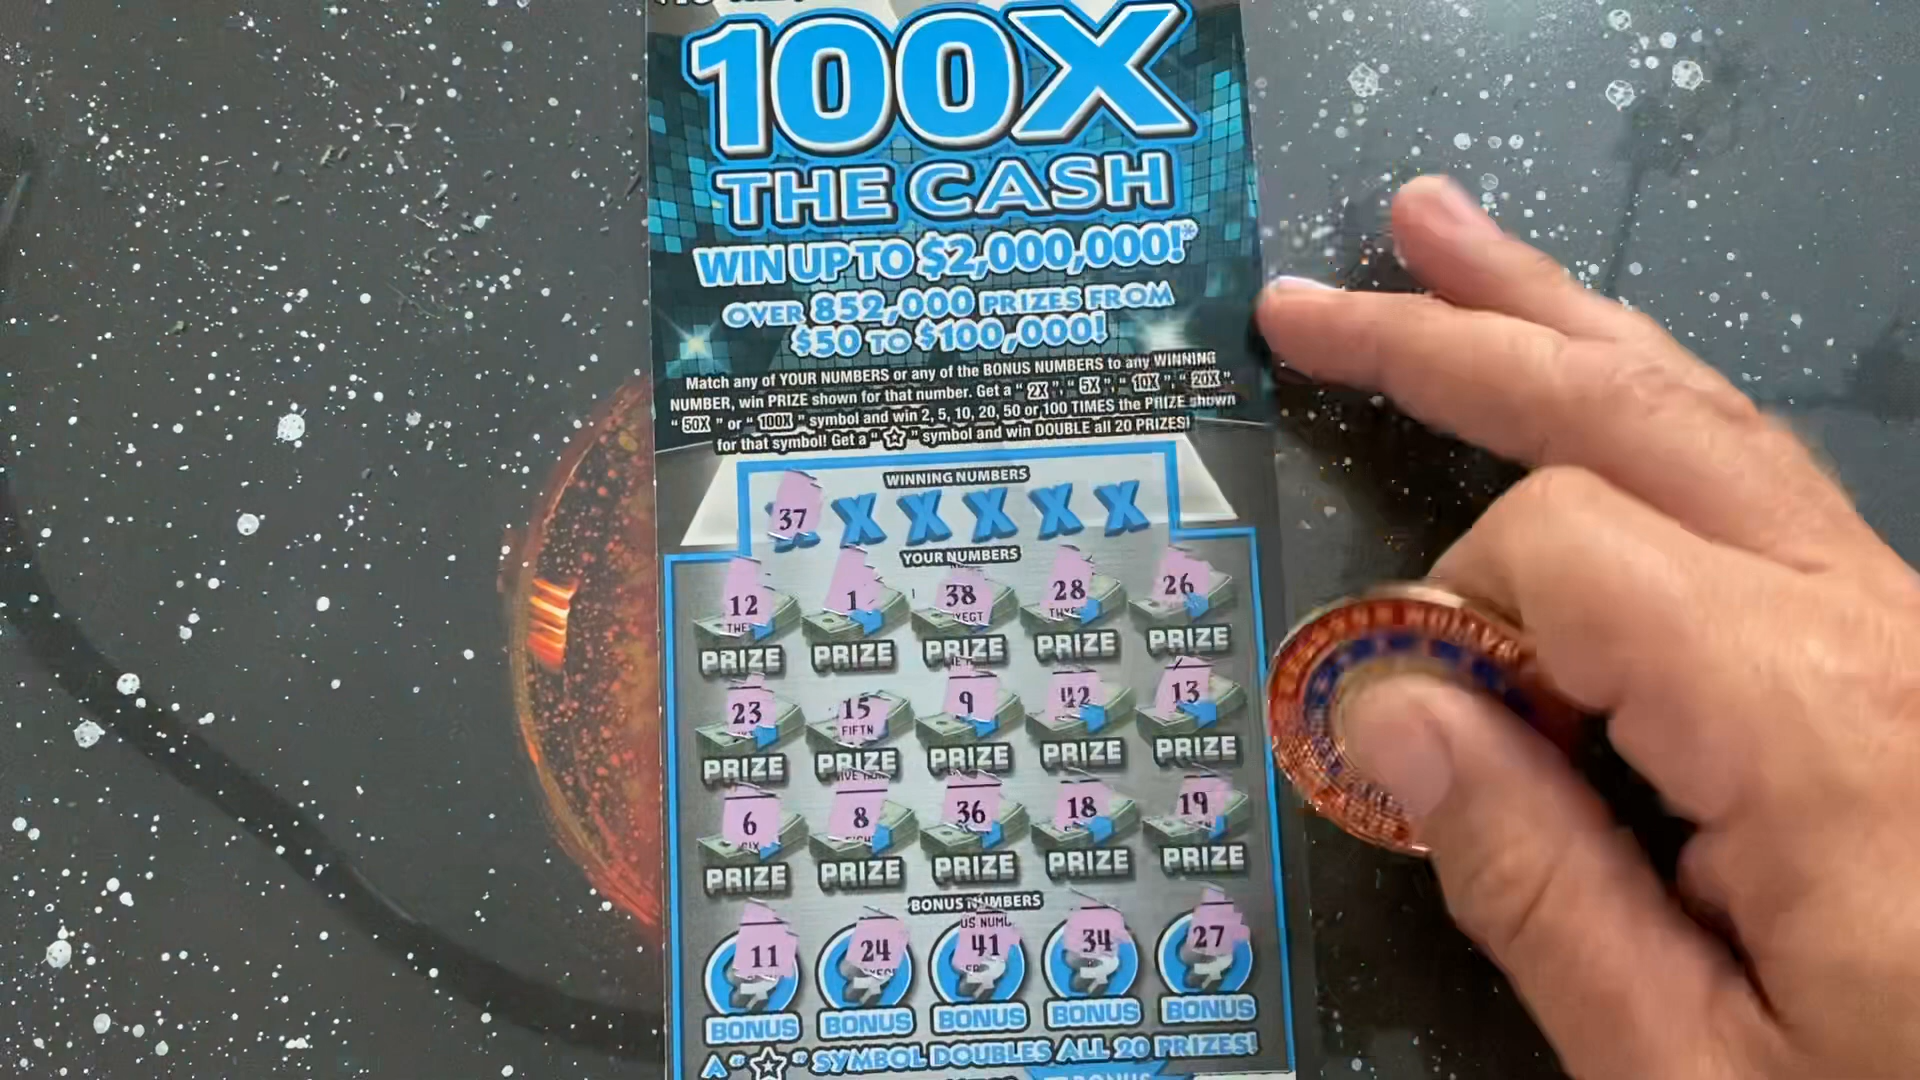 100X
THE CASH
WIN UP TO $2,000,000!*
OVER 852,000 PRIZES FROM
$50 TO $100,000!
Match any of YOUR NUMBERS or any of the BONUS NUMBERS to any WINNING
NUMBER, win PRIZE shown for that number. Get a "2X", "5X", "10X", "20X",
"50X" or "100X" symbol and win 2, 5, 10, 20, 50 or 100 TIMES the PRIZE shown
for that symbol! Get a "☆" symbol and win DOUBLE all 20 PRIZES!
WINNING NUMBERS
37 X X X X X
YOUR NUMBERS
12 1 38 28 26
PRIZE PRIZE PRIZE PRIZE PRIZE
23 15 9 42 13
FIFTN
PRIZE PRIZE PRIZE PRIZE PRIZE
6 8 36 18 19
SIX
PRIZE PRIZE PRIZE PRIZE PRIZE
BONUS NUMBERS
11 24 41 34 27
BONUS BONUS BONUS BONUS BONUS
A "☆" SYMBOL DOUBLES ALL 20 PRIZES!
BONUS